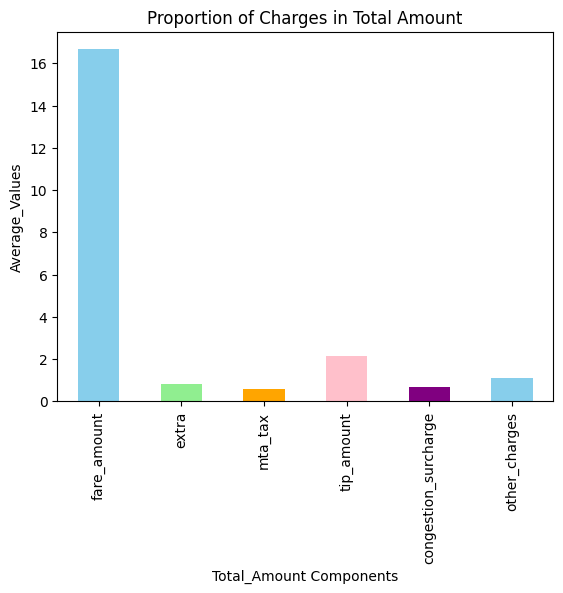 Proportion of Charges in Total Amount
Average_Values
16
14
12
10
8
6
4
2
0
fare_amount
extra
mta_tax
tip_amount
congestion_surcharge
other_charges
Total_Amount Components